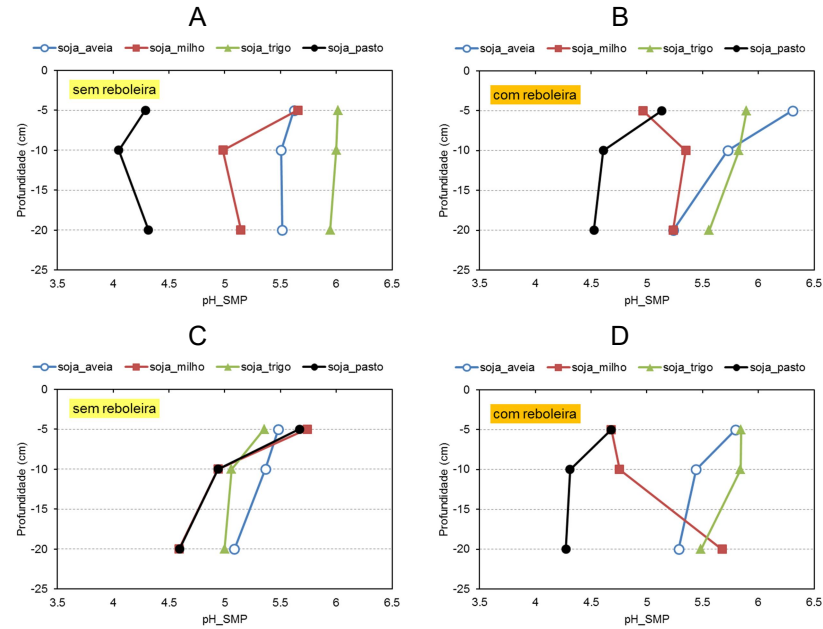 A
soja_aveia soja_milho soja_trigo soja_pasto
0
-5
-10
-15
-20
-25
Profundidade (cm)
sem reboleira
3.5 4 4.5 5 5.5 6 6.5
pH_SMP
B
soja_aveia soja_milho soja_trigo soja_pasto
0
-5
-10
-15
-20
-25
Profundidade (cm)
com reboleira
3.5 4 4.5 5 5.5 6 6.5
pH_SMP
C
soja_aveia soja_milho soja_trigo soja_pasto
0
-5
-10
-15
-20
-25
Profundidade (cm)
sem reboleira
3.5 4 4.5 5 5.5 6 6.5
pH_SMP
D
soja_aveia soja_milho soja_trigo soja_pasto
0
-5
-10
-15
-20
-25
Profundidade (cm)
com reboleira
3.5 4 4.5 5 5.5 6 6.5
pH_SMP